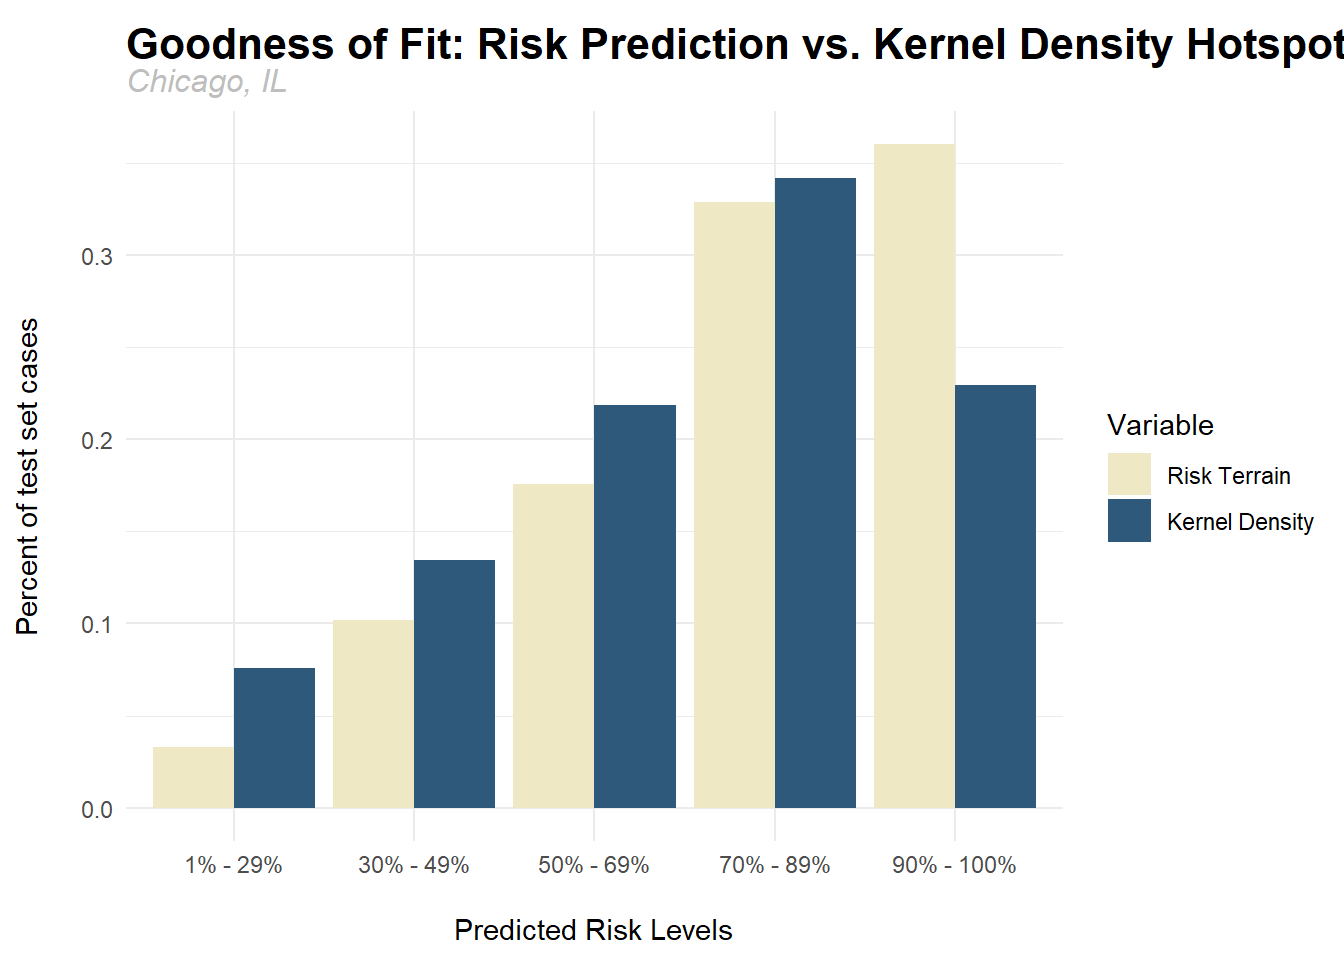 Goodness of Fit: Risk Prediction vs. Kernel Density Hotspot
Chicago, IL
Percent of test set cases
0.3
0.2
0.1
0.0
1% - 29%
30% - 49%
50% - 69%
70% - 89%
90% - 100%
Predicted Risk Levels
Variable
Risk Terrain
Kernel Density